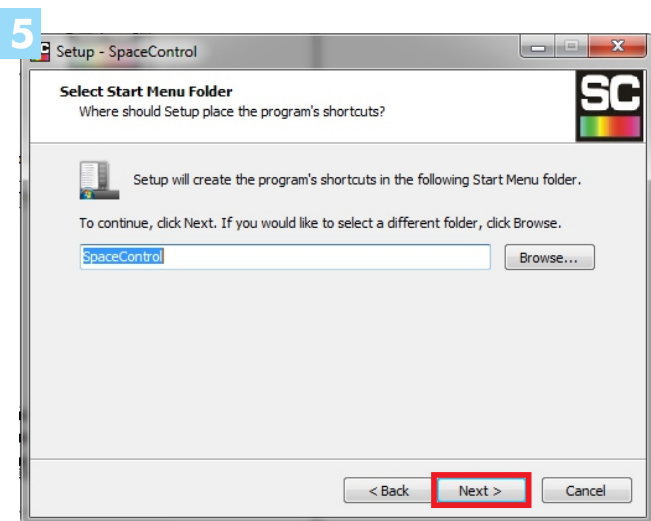 5
Setup - SpaceControl
Select Start Menu Folder
Where should Setup place the program's shortcuts?
SC
Setup will create the program's shortcuts in the following Start Menu folder.
To continue, click Next. If you would like to select a different folder, click Browse.
SpaceControl
Browse...
< Back
Next >
Cancel